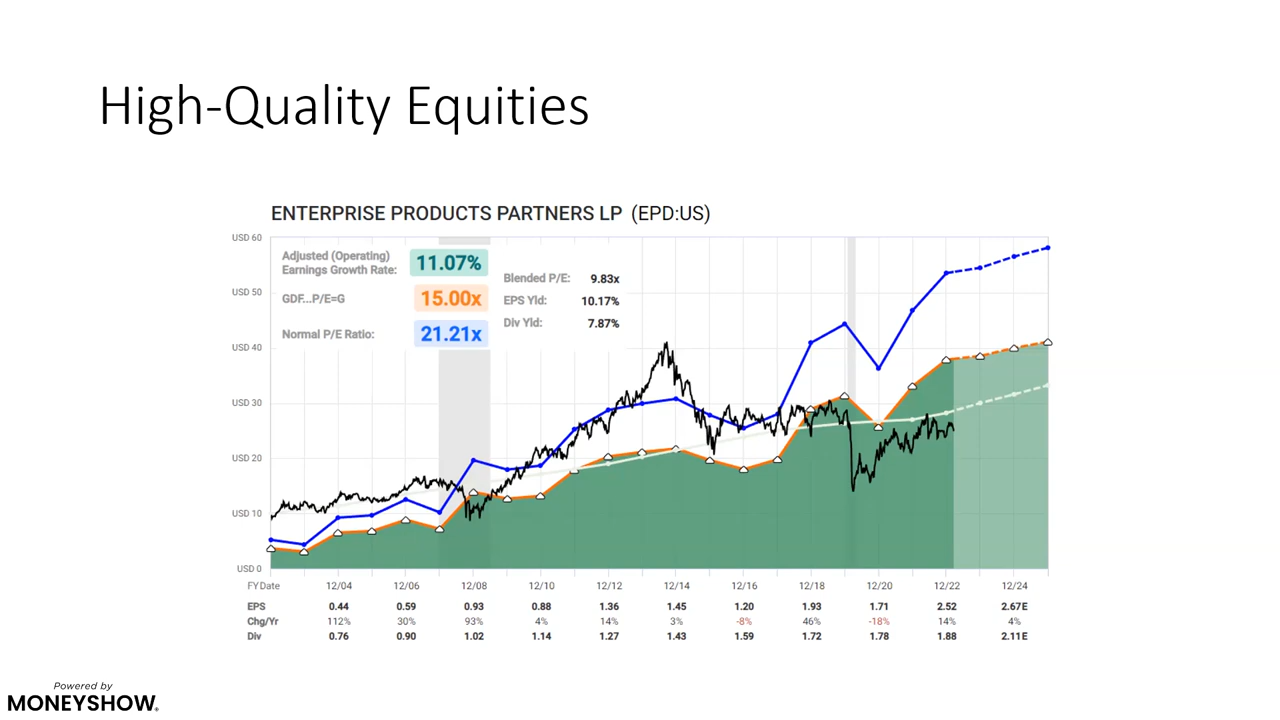 High-Quality Equities
ENTERPRISE PRODUCTS PARTNERS LP (EPD:US)
USD 60
USD 50
USD 40
USD 30
USD 20
USD 10
USD 0
Adjusted (Operating)
Earnings Growth Rate:
11.07%
GDF...P/E=G
15.00x
Normal P/E Ratio:
21.21x
Blended P/E: 9.83x
EPS Yld: 10.17%
Div Yld: 7.87%
FY Date 12/04 12/06 12/08 12/10 12/12 12/14 12/16 12/18 12/20 12/22 12/24
EPS 0.44 0.59 0.93 0.88 1.36 1.45 1.20 1.93 1.71 2.52 2.67E
Chg/Yr 112% 30% 93% 4% 14% 3% -8% 46% -18% 14% 4%
Div 0.76 0.90 1.02 1.14 1.27 1.43 1.59 1.72 1.78 1.88 2.11E
Powered by
MONEYSHOW®